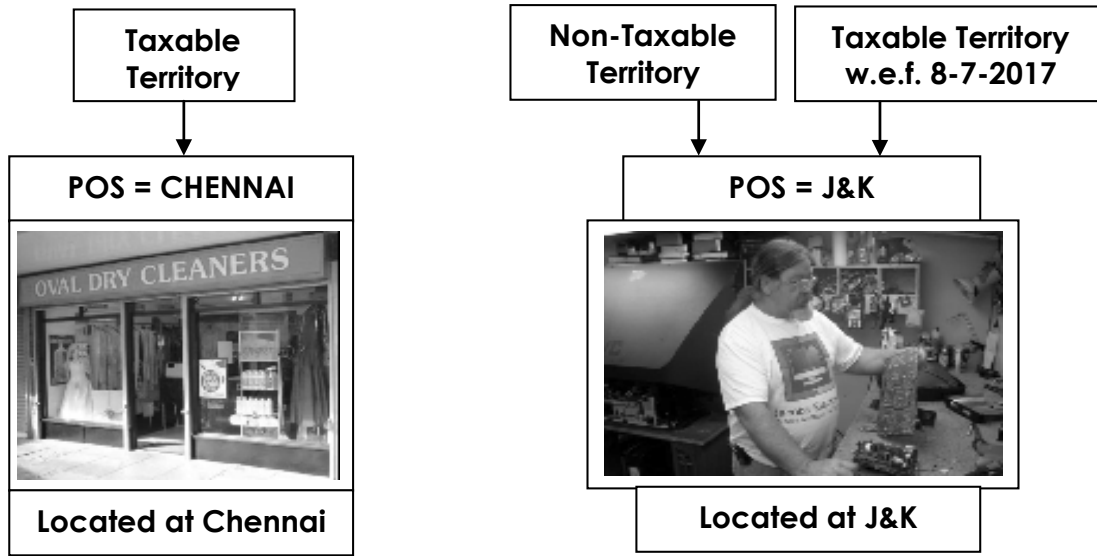 Taxable
Territory
Non-Taxable
Territory
Taxable Territory
w.e.f. 8-7-2017
POS = CHENNAI
POS = J&K
OVAL DRY CLEANERS
Located at Chennai
Located at J&K